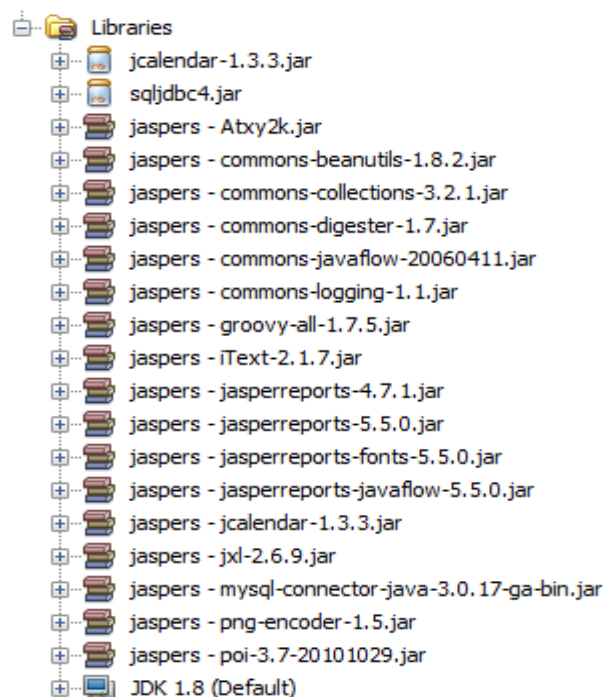 Libraries
jcalendar-1.3.3.jar
sqljdbc4.jar
jaspers - Atxy2k.jar
jaspers - commons-beanutils-1.8.2.jar
jaspers - commons-collections-3.2.1.jar
jaspers - commons-digester-1.7.jar
jaspers - commons-javaflow-20060411.jar
jaspers - commons-logging-1.1.jar
jaspers - groovy-all-1.7.5.jar
jaspers - iText-2.1.7.jar
jaspers - jasperreports-4.7.1.jar
jaspers - jasperreports-5.5.0.jar
jaspers - jasperreports-fonts-5.5.0.jar
jaspers - jasperreports-javaflow-5.5.0.jar
jaspers - jcalendar-1.3.3.jar
jaspers - jxl-2.6.9.jar
jaspers - mysql-connector-java-3.0.17-ga-bin.jar
jaspers - png-encoder-1.5.jar
jaspers - poi-3.7-20101029.jar
JDK 1.8 (Default)